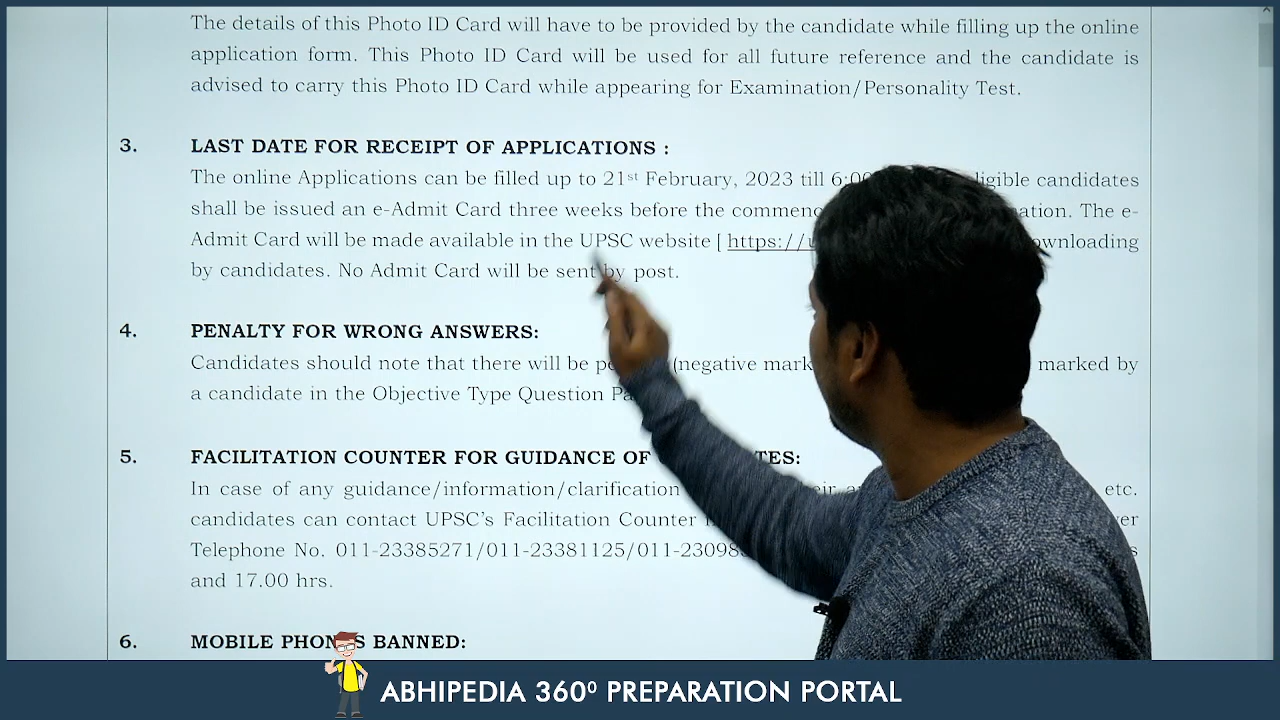 The details of this Photo ID Card will have to be provided by the candidate while filling up the online
application form. This Photo ID Card will be used for all future reference and the candidate is
advised to carry this Photo ID Card while appearing for Examination/Personality Test.
3. LAST DATE FOR RECEIPT OF APPLICATIONS :
The online Applications can be filled up to 21st February, 2023 till 6:00 candidates
shall be issued an e-Admit Card three weeks before the The e-
Admit Card will be made available in the UPSC website [ https://
by candidates. No Admit Card will be sent by post.
4. PENALTY FOR WRONG ANSWERS:
Candidates should note that there will be (negative marked by
a candidate in the Objective Type Question
5. FACILITATION COUNTER FOR GUIDANCE OF
In case of any guidance/information/clarification etc.
candidates can contact UPSC's Facilitation Counter
Telephone No. 011-23385271/011-23381125/
and 17.00 hrs.
6. MOBILE PHONES BANNED:
ABHIPEDIA 360⁰ PREPARATION PORTAL